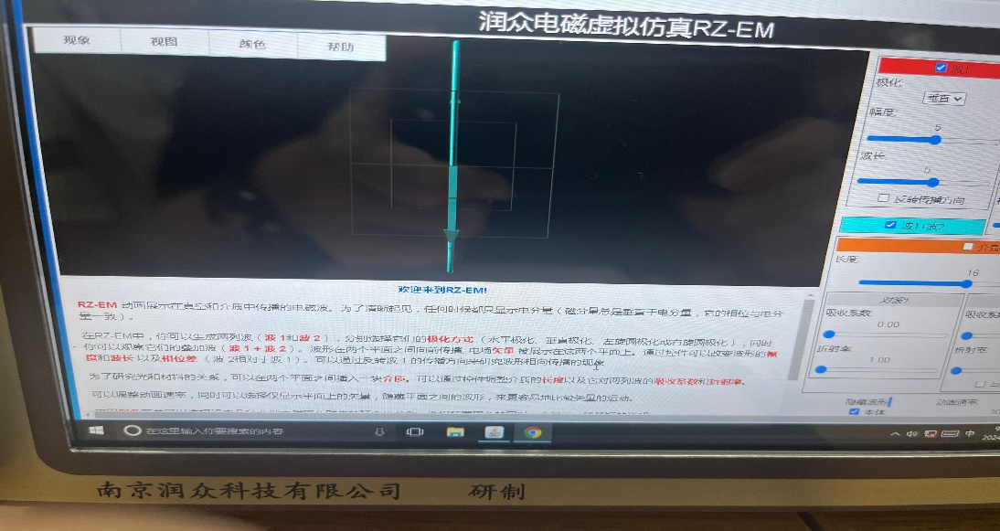 润众电磁虚拟仿真RZ-EM
现象 视图 颜色 帮助
波1
极化:
垂直
幅度:
5
波长
5
反转传播方向
波1+波2
介质
长度:
16
吸收系数:
0.00
吸收系
折射率:
1.00
折射率:
隐藏波形
动画速率:
本体
欢迎来到RZ-EM!
RZ-EM 动画展示在真空和介质中传播的电磁波。为了清晰起见,任何时候都只显示电分量(磁分量总是垂直于电分量,它的相位与电分
量一致)。
在RZ-EM中,你可以生成两列波(波1和波2),分别选择它们的极化方式(水平极化、垂直极化、左旋圆极化或右旋圆极化),同时
你可以观察它们的叠加波(波1+波2)。波形在两个平面之间向前传播,电场矢量被展示在这两个平面上。通过控件可以改变波形的幅
度和波长以及相位差(波2相对于波1)。可以通过反转波1的传播方向来研究波形相向传播的现象
为了研究光和材料的关系,可以在两个平面之间插入一块介质。可以通过控件调整介质的长度以及它对两列波的吸收系数和折射率。
可以调整动画速率,同时可以选择仅显示平面上的矢量,隐藏平面之间的波形,来更容易地比较矢量的运动。
在这里输入你要搜索的内容
中
南京润众科技有限公司 研制